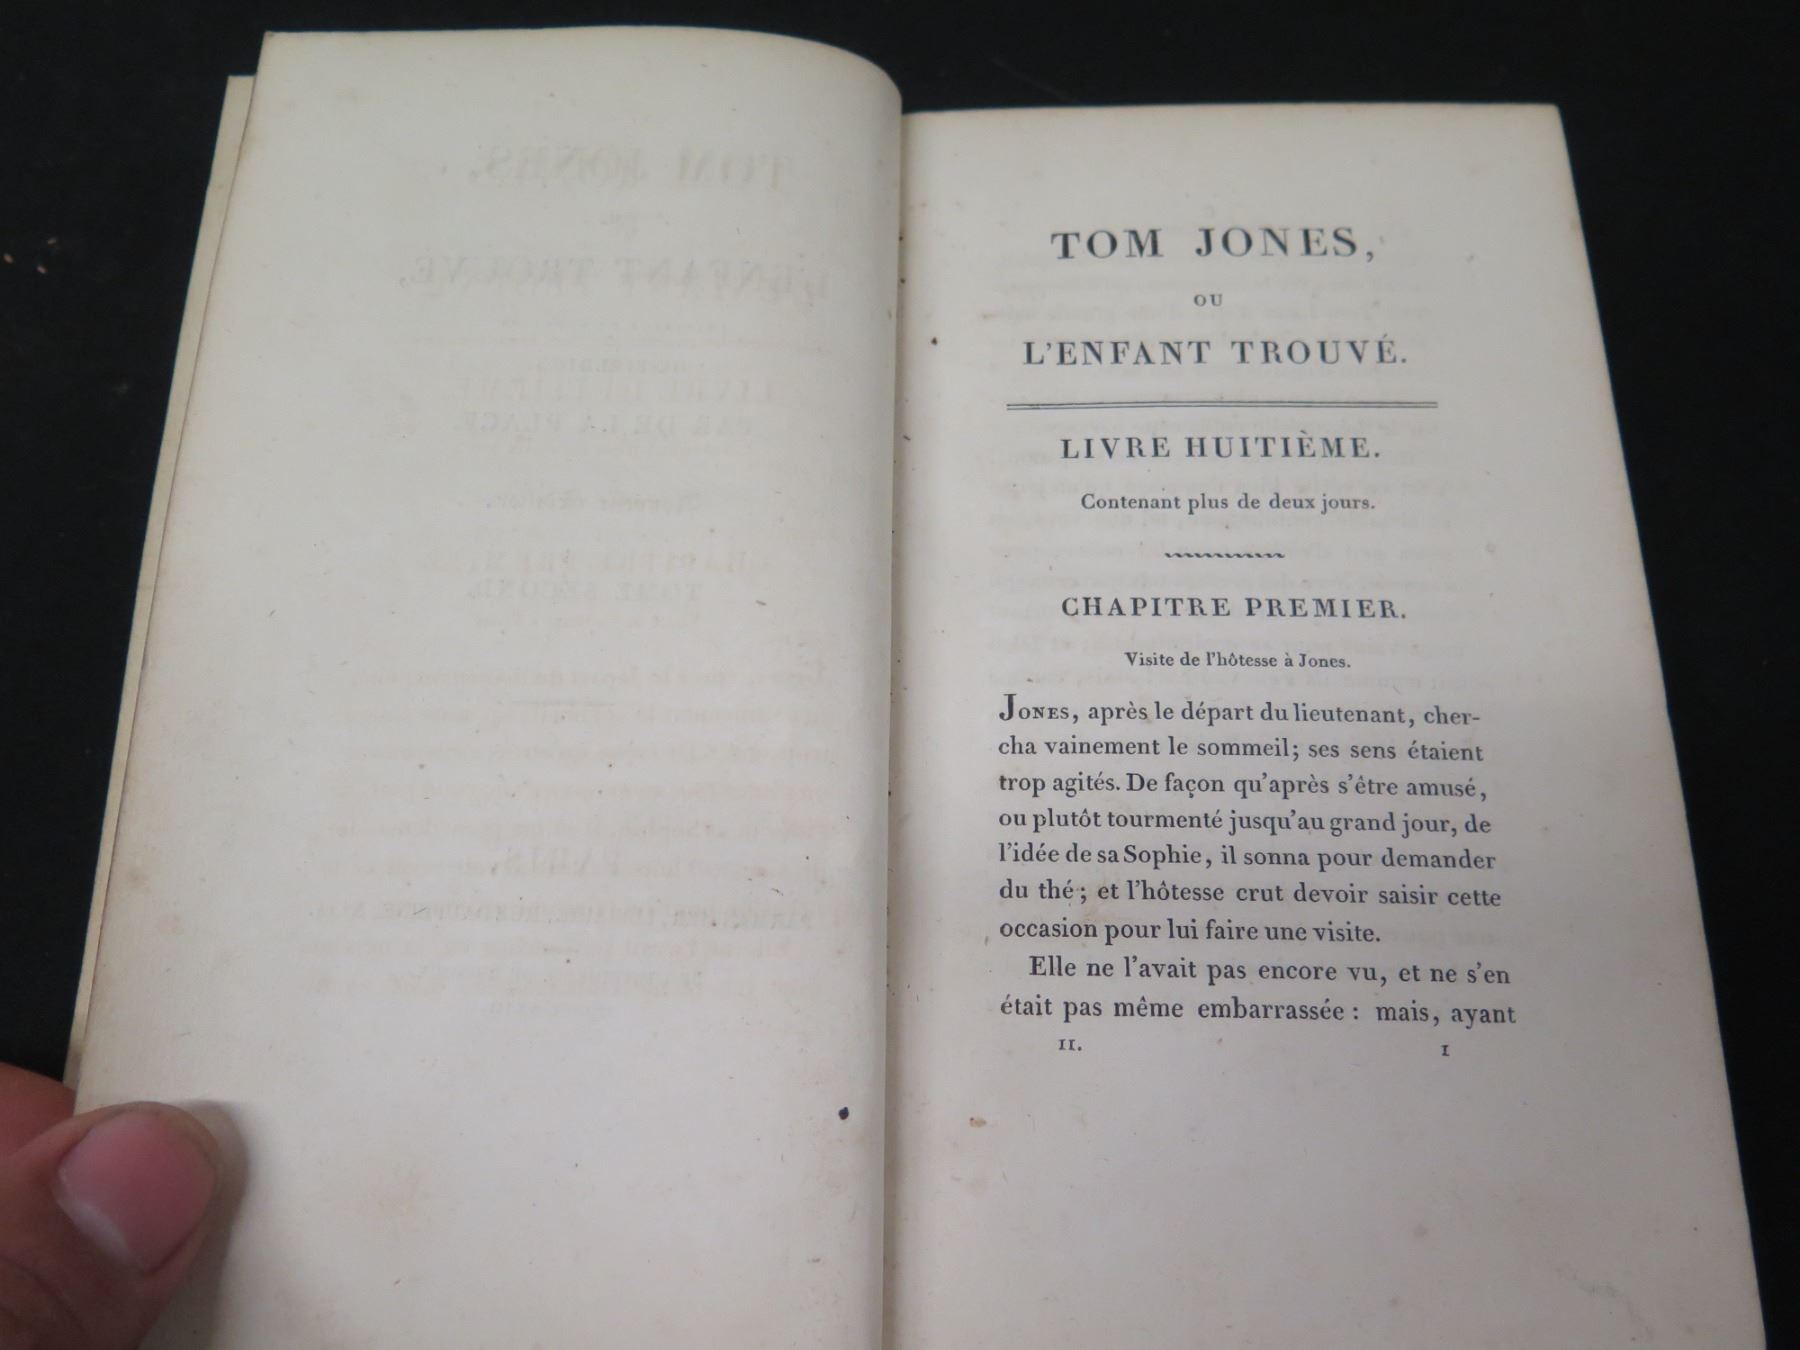 TOM JONES,
OU
L'ENFANT TROUVÉ.
LIVRE HUITIÈME.
Contenant plus de deux jours.
CHAPITRE PREMIER.
Visite de l'hôtesse à Jones.
JONES, après le départ du lieutenant, cher-
cha vainement le sommeil; ses sens étaient
trop agités. De façon qu'après s'être amusé,
ou plutôt tourmenté jusqu'au grand jour, de
l'idée de sa Sophie, il sonna pour demander
du thé; et l'hôtesse crut devoir saisir cette
occasion pour lui faire une visite.
Elle ne l'avait pas encore vu, et ne s'en
était pas même embarrassée : mais, ayant
II. 1